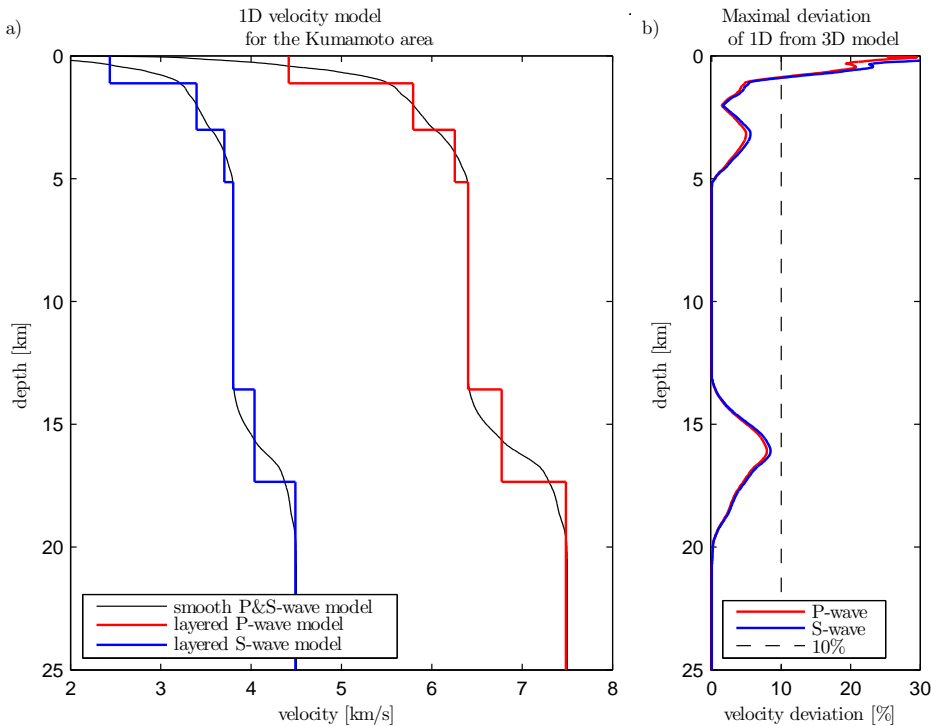 a)
1D velocity model
for the Kumamoto area
0
5
10
15
20
25
depth [km]
smooth P&S-wave model
layered P-wave model
layered S-wave model
2 3 4 5 6 7 8
velocity [km/s]
b)
Maximal deviation
of 1D from 3D model
0
5
10
15
20
25
depth [km]
P-wave
S-wave
10%
0 10 20 30
velocity deviation [%]